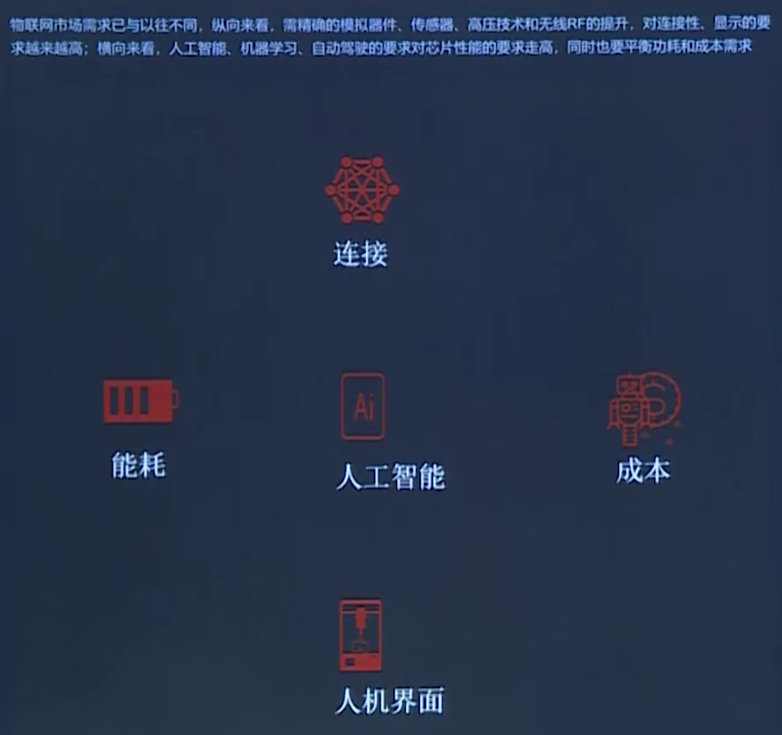 物联网市场需求已与以往不同，纵向来看，需精确的模拟器件、传感器、高压技术和无线RF的提升，对连接性、显示的要
求越来越高；横向来看，人工智能、机器学习、自动驾驶的要求对芯片性能的要求走高，同时也要平衡功耗和成本需求
连接
Ai
能耗
人工智能
成本
人机界面